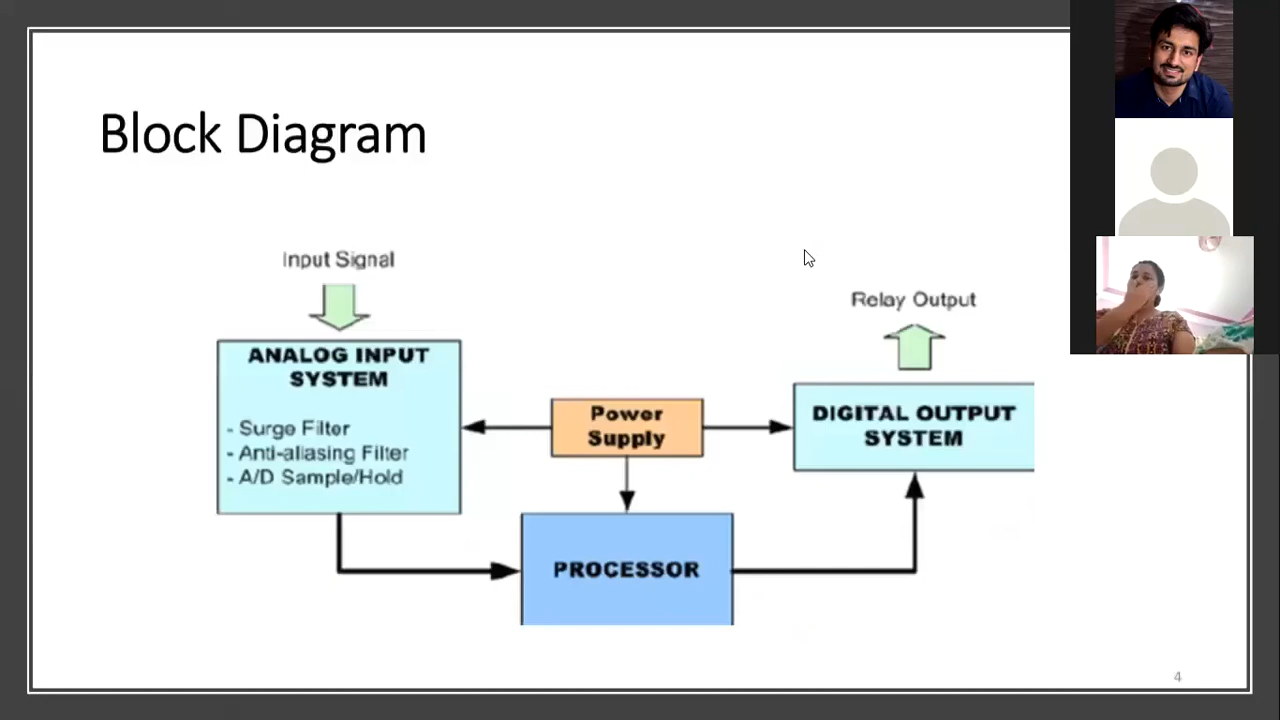 Block Diagram
Input Signal
ANALOG INPUT
SYSTEM
- Surge Filter
- Anti-aliasing Filter
- A/D Sample/Hold
Power
Supply
Relay Output
DIGITAL OUTPUT
SYSTEM
PROCESSOR
4